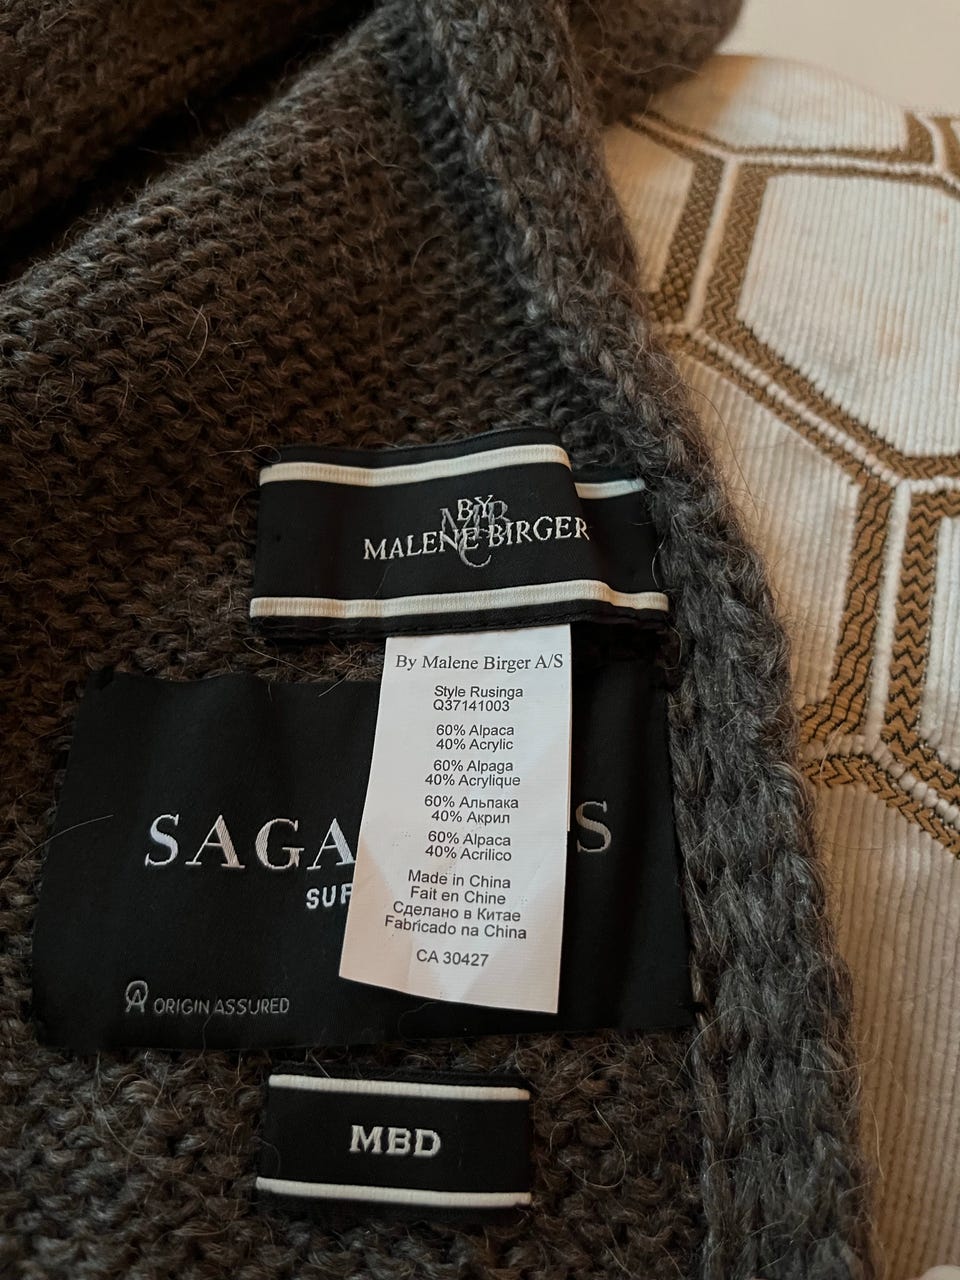 BY
MALENE BIRGER
By Malene Birger A/S
Style Rusinga
Q37141003
60% Alpaca
40% Acrylic
60% Alpaga
40% Acrylique
60% Альпака
40% Акрил
60% Alpaca
40% Acrilico
Made in China
Fait en Chine
Сделано в Китае
Fabricado na China
CA 30427
SAGA S
ORIGIN ASSURED
MBD